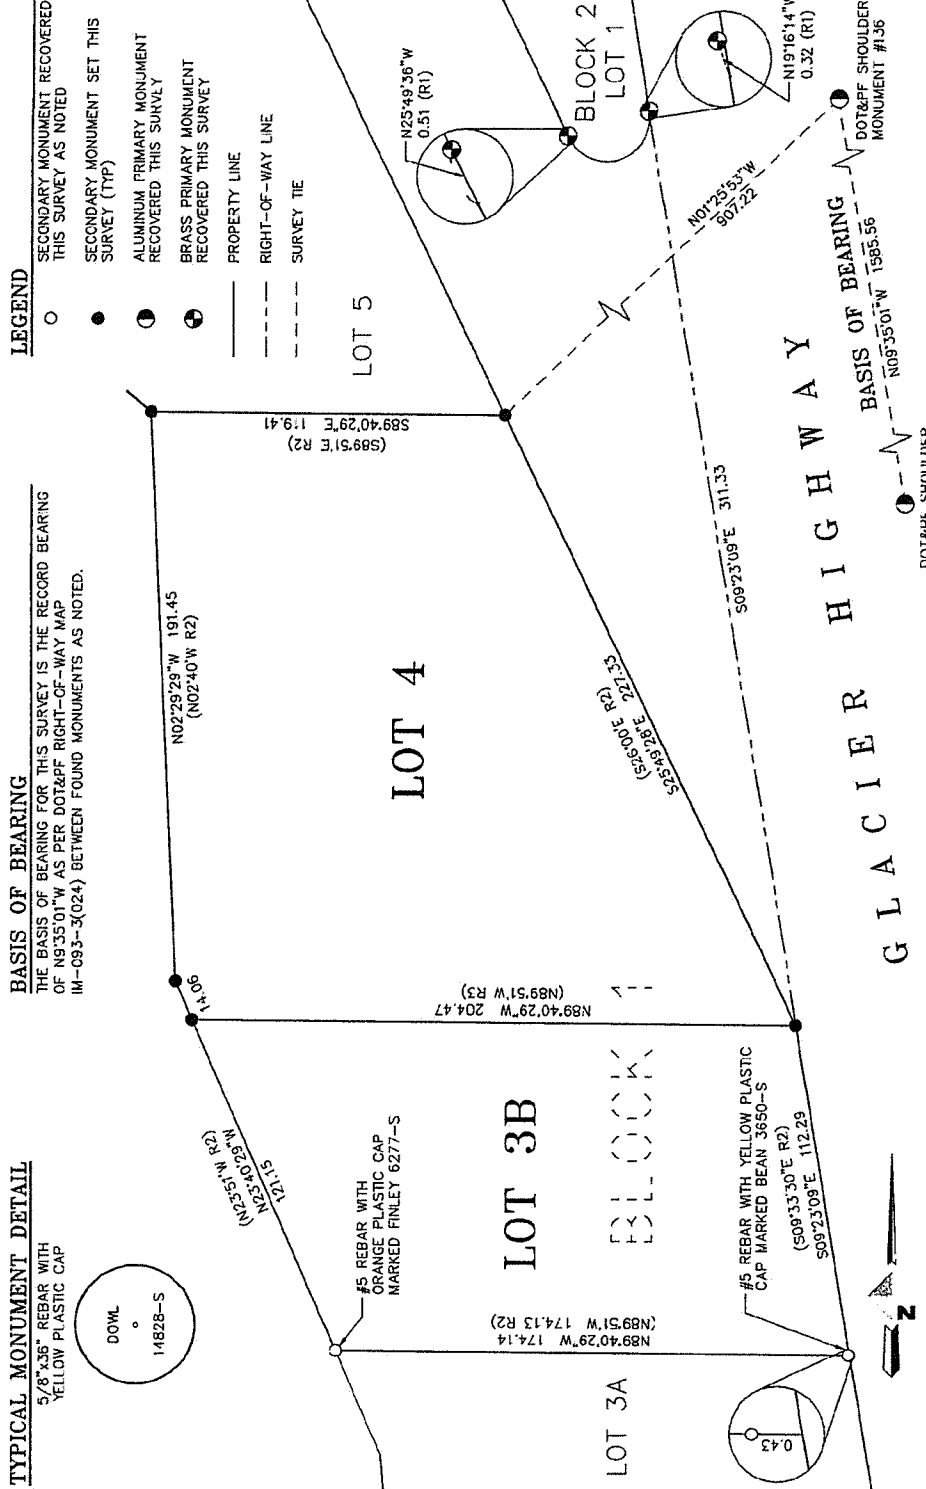 TYPICAL MONUMENT DETAIL
5/8"x36" REBAR WITH
YELLOW PLASTIC CAP
DOWL
14828-S
BASIS OF BEARING
THE BASIS OF BEARING FOR THIS SURVEY IS THE RECORD BEARING
OF N9°35'01"W AS PER DOT&PF RIGHT-OF-WAY MAP
IM-093-3(024) BETWEEN FOUND MONUMENTS AS NOTED.
LEGEND
SECONDARY MONUMENT RECOVERED
THIS SURVEY AS NOTED
SECONDARY MONUMENT SET THIS
SURVEY (TYP)
ALUMINUM PRIMARY MONUMENT
RECOVERED THIS SURVEY
BRASS PRIMARY MONUMENT
RECOVERED THIS SURVEY
PROPERTY LINE
RIGHT-OF-WAY LINE
SURVEY TIE
(N23°51'W R2)
N23°40'29"W
121.15
14.06
N02°29'29"W 191.45
(N02°40'W R2)
(S89°51'E R2)
S89°40'29"E 119.41
LOT 5
LOT 4
N25°49'36"W
0.51 (R1)
BLOCK 2
LOT 1
N19°16'14"W
0.32 (R1)
#5 REBAR WITH
ORANGE PLASTIC CAP
MARKED FINLEY 6277-S
LOT 3B
BLOCK 1
N89°40'29"W 204.47
(N89°51'W R3)
(S26°00'E R2)
S25°49'28"E 227.33
N01°25'53"W
907.22
N89°40'29"W 174.14
(N89°51'W 174.13 R2)
LOT 3A
#5 REBAR WITH YELLOW PLASTIC
CAP MARKED BEAN 3650-S
(S09°33'30"E R2)
S09°23'09"E 112.29
0.43
S09°23'09"E 311.33
GLACIER HIGHWAY
BASIS OF BEARING
N09°35'01"W 1585.56
DOT&PF SHOULDER
MONUMENT #136
DOT&PF SHOULDER
N